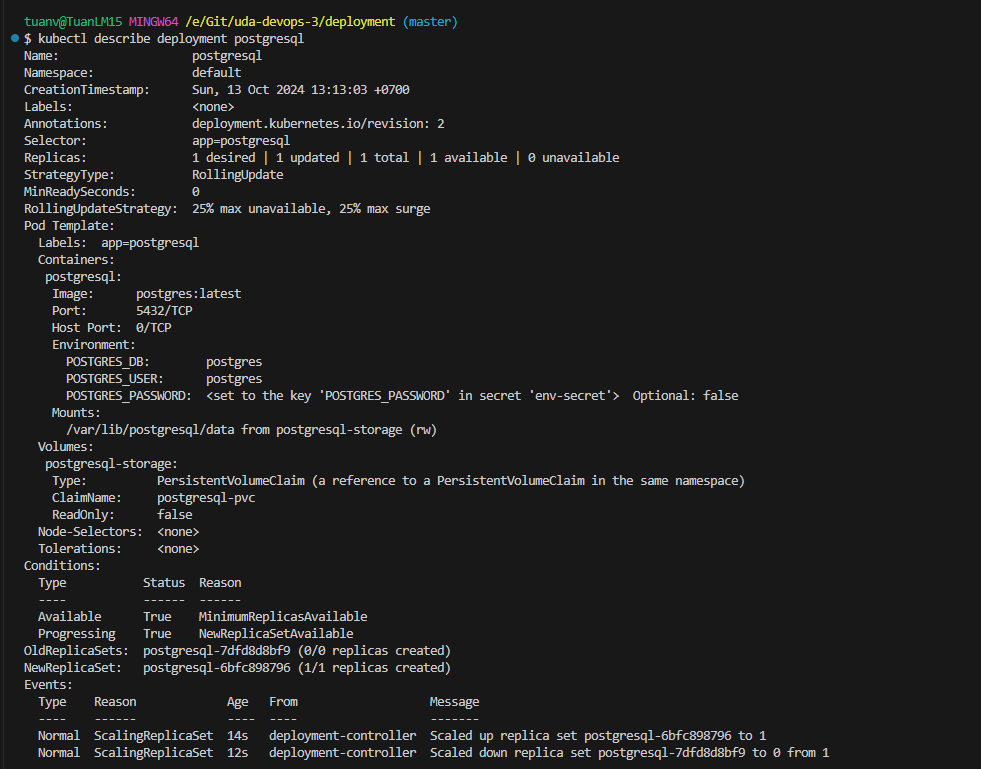 tuanv@TuanLM15 MINGW64 /e/Git/uda-devops-3/deployment (master)
$ kubectl describe deployment postgresql
Name:                   postgresql
Namespace:              default
CreationTimestamp:      Sun, 13 Oct 2024 13:13:03 +0700
Labels:                 <none>
Annotations:            deployment.kubernetes.io/revision: 2
Selector:               app=postgresql
Replicas:               1 desired | 1 updated | 1 total | 1 available | 0 unavailable
StrategyType:           RollingUpdate
MinReadySeconds:        0
RollingUpdateStrategy:  25% max unavailable, 25% max surge
Pod Template:
  Labels:  app=postgresql
  Containers:
   postgresql:
    Image:      postgres:latest
    Port:       5432/TCP
    Host Port:  0/TCP
    Environment:
      POSTGRES_DB:        postgres
      POSTGRES_USER:      postgres
      POSTGRES_PASSWORD:  <set to the key 'POSTGRES_PASSWORD' in secret 'env-secret'>  Optional: false
    Mounts:
      /var/lib/postgresql/data from postgresql-storage (rw)
  Volumes:
   postgresql-storage:
    Type:          PersistentVolumeClaim (a reference to a PersistentVolumeClaim in the same namespace)
    ClaimName:     postgresql-pvc
    ReadOnly:      false
  Node-Selectors:  <none>
  Tolerations:     <none>
Conditions:
  Type           Status  Reason
  ----           ------  ------
  Available      True    MinimumReplicasAvailable
  Progressing    True    NewReplicaSetAvailable
OldReplicaSets:  postgresql-7dfd8d8bf9 (0/0 replicas created)
NewReplicaSet:   postgresql-6bfc898796 (1/1 replicas created)
Events:
  Type    Reason             Age   From                   Message
  ----    ------             ----  ----                   -------
  Normal  ScalingReplicaSet  14s   deployment-controller  Scaled up replica set postgresql-6bfc898796 to 1
  Normal  ScalingReplicaSet  12s   deployment-controller  Scaled down replica set postgresql-7dfd8d8bf9 to 0 from 1